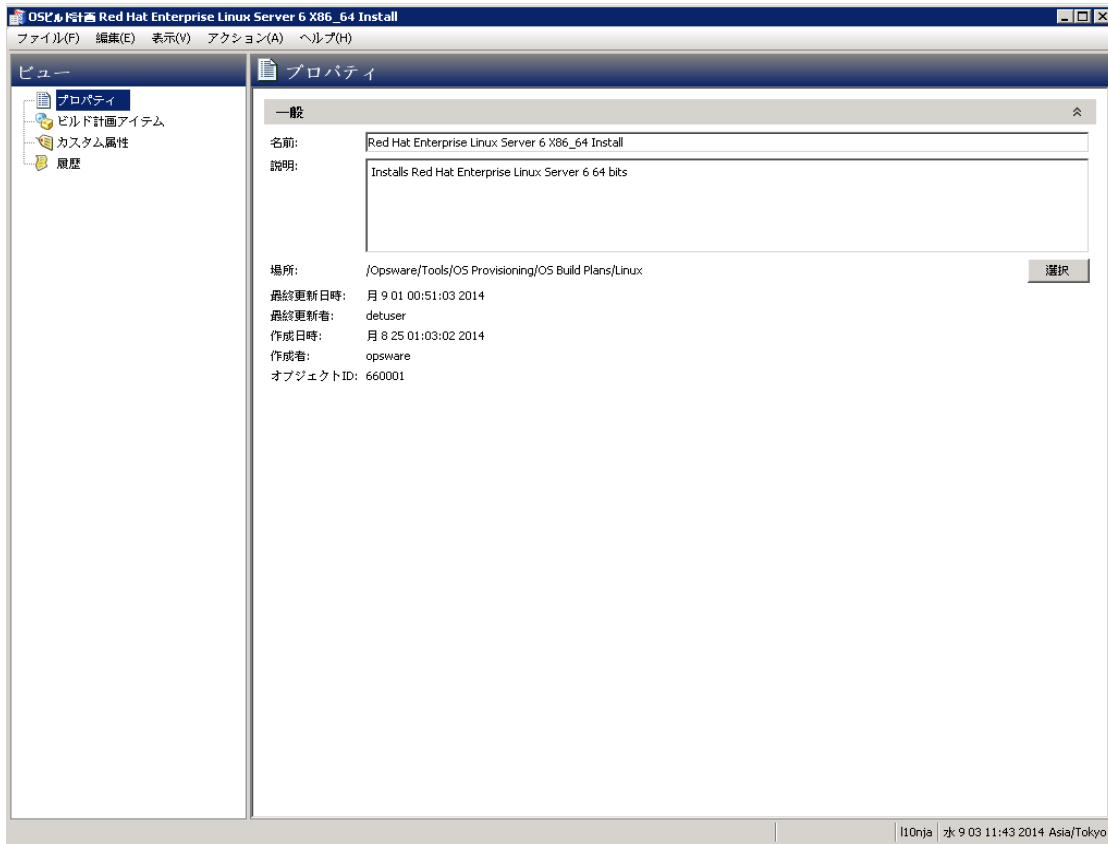 OSビルド計画 Red Hat Enterprise Linux Server 6 X86_64 Install
ファイル(F) 編集(E) 表示(V) アクション(A) ヘルプ(H)
ビュー
プロパティ
ビルド計画アイテム
カスタム属性
履歴
プロパティ
一般
名前: Red Hat Enterprise Linux Server 6 X86_64 Install
説明: Installs Red Hat Enterprise Linux Server 6 64 bits
場所: /Opsware/Tools/OS Provisioning/OS Build Plans/Linux 選択
最終更新日時: 月 9 01 00:51:03 2014
最終更新者: detuser
作成日時: 月 8 25 01:03:02 2014
作成者: opsware
オブジェクトID: 660001
l10nja 水 9 03 11:43 2014 Asia/Tokyo